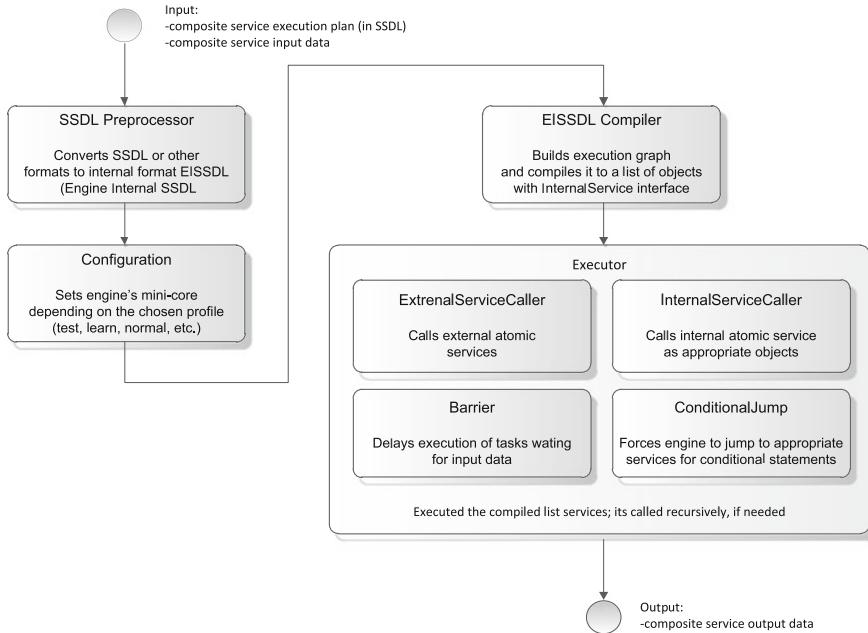 Input:
-composite service execution plan (in SSDL)
-composite service input data
SSDL Preprocessor
Converts SSDL or other
formats to internal format EISSDL
(Engine Internal SSDL
Configuration
Sets engine's mini-core
depending on the chosen profile
(test, learn, normal, etc.)
EISSDL Compiler
Builds execution graph
and compiles it to a list of objects
with InternalService interface
Executor
ExtrenalServiceCaller
Calls external atomic
services
InternalServiceCaller
Calls internal atomic service
as appropriate objects
Barrier
Delays execution of tasks wating
for input data
ConditionalJump
Forces engine to jump to appropriate
services for conditional statements
Executed the compiled list services; its called recursively, if needed
Output:
-composite service output data